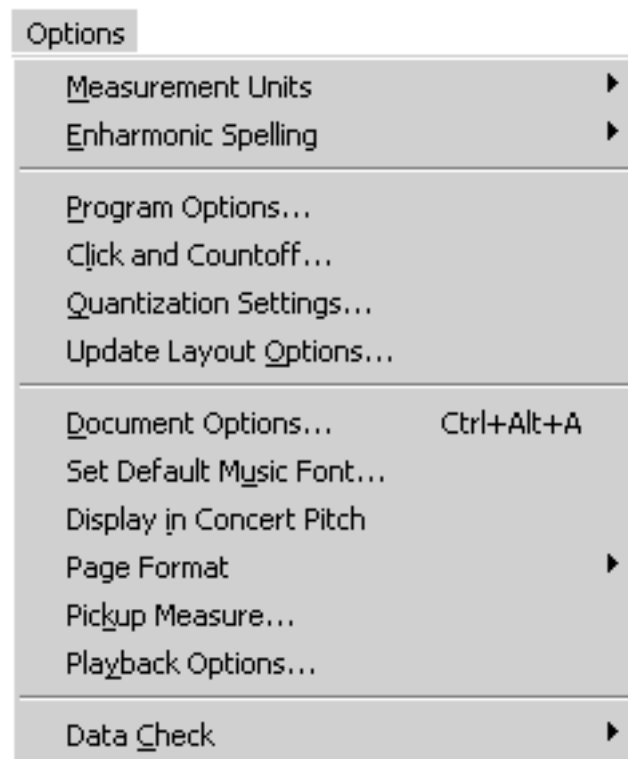 Options
Measurement Units
Enharmonic Spelling
Program Options...
Click and Countoff...
Quantization Settings...
Update Layout Options...
Document Options... Ctrl+Alt+A
Set Default Music Font...
Display in Concert Pitch
Page Format
Pickup Measure...
Playback Options...
Data Check